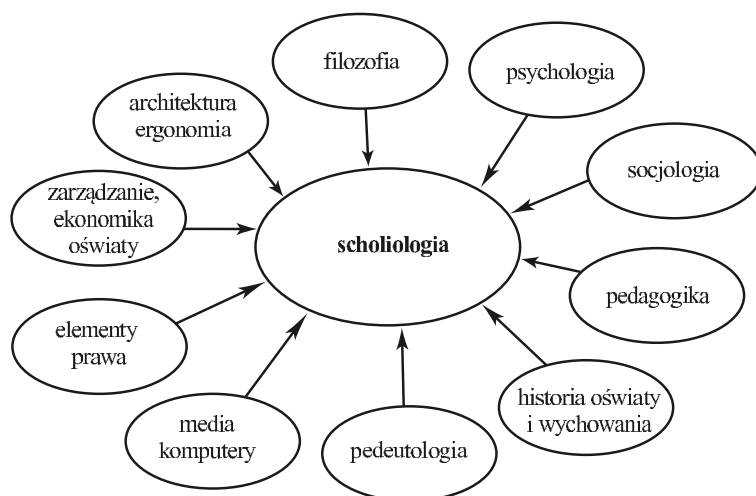 filozofia
psychologia
architektura
ergonomia
socjologia
zarządzanie,
ekonomika
oświaty
scholiologia
pedagogika
elementy
prawa
historia oświaty
i wychowania
media
komputery
pedeutologia